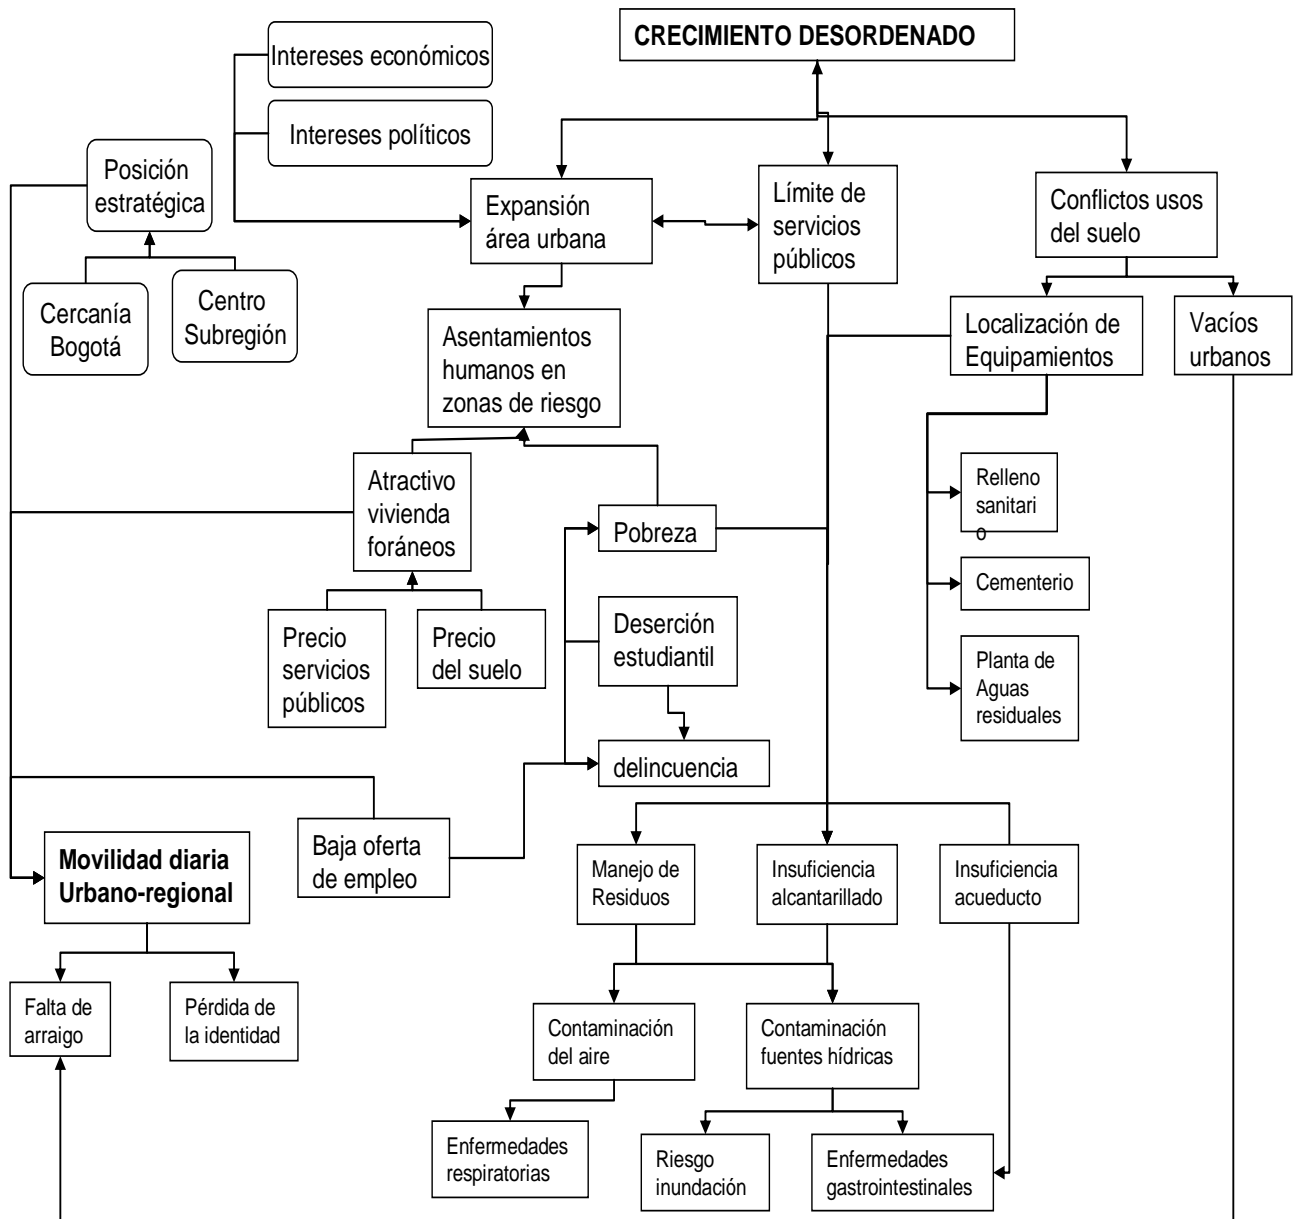 CRECIMIENTO DESORDENADO
Intereses económicos
Intereses políticos
Posición
estratégica
Cercanía
Bogotá
Centro
Subregión
Expansión
área urbana
Límite de
servicios
públicos
Conflictos usos
del suelo
Localización de
Equipamientos
Vacíos
urbanos
Asentamientos
humanos en
zonas de riesgo
Atractivo
vivienda
foráneos
Precio
servicios
públicos
Precio
del suelo
Pobreza
Deserción
estudiantil
delincuencia
Relleno
sanitari
o
Cementerio
Planta de
Aguas
residuales
Baja oferta
de empleo
Movilidad diaria
Urbano-regional
Falta de
arraigo
Pérdida de
la identidad
Manejo de
Residuos
Insuficiencia
alcantarillado
Insuficiencia
acueducto
Contaminación
del aire
Contaminación
fuentes hídricas
Enfermedades
respiratorias
Riesgo
inundación
Enfermedades
gastrointestinales